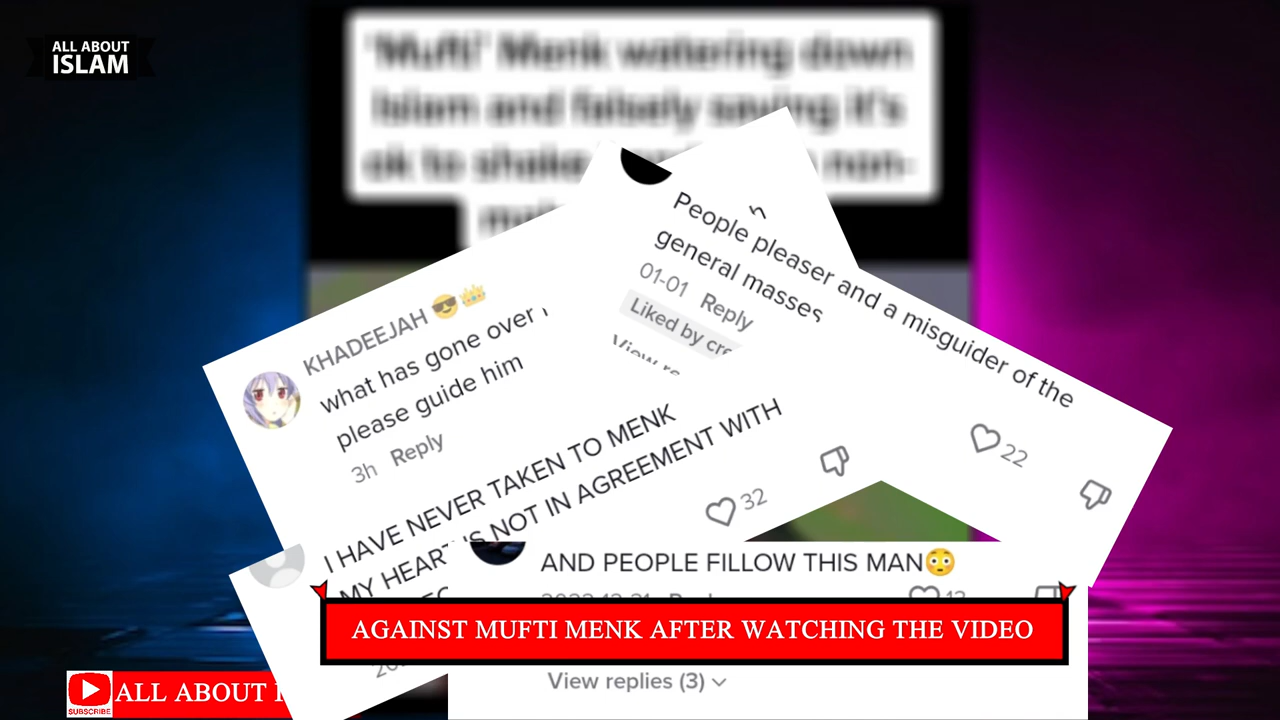 ALL ABOUT
ISLAM
'Mufti' Menk watering down
Islam and falsely saying it's
ok to shake non-
People pleaser and a misguider of the
general masses
01-01 Reply
Liked by
22
KHADEEJAH 😎👑
what has gone over
please guide him
3h Reply
32
I HAVE NEVER TAKEN TO MENK
MY HEART IS NOT IN AGREEMENT WITH
AND PEOPLE FILLOW THIS MAN😳
AGAINST MUFTI MENK AFTER WATCHING THE VIDEO
View replies (3)
SUBSCRIBE
ALL ABOUT